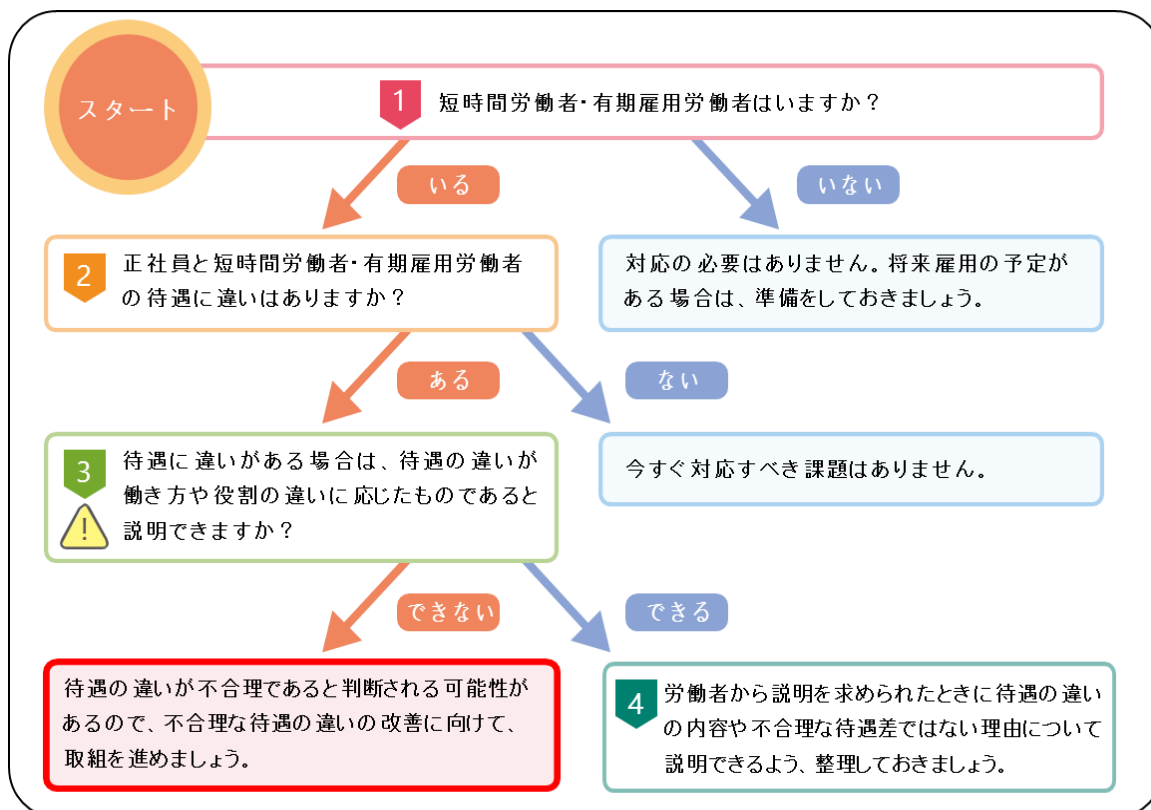 スタート
1
短時間労働者・有期雇用労働者はいますか？
いる
いない
2
正社員と短時間労働者・有期雇用労働者
の待遇に違いはありますか？
対応の必要はありません。将来雇用の予定が
ある場合は、準備をしておきましょう。
ある
ない
3
待遇に違いがある場合は、待遇の違いが
働き方や役割の違いに応じたものであると
説明できますか？
!
今すぐ対応すべき課題はありません。
できない
できる
待遇の違いが不合理であると判断される可能性が
あるので、不合理な待遇の違いの改善に向けて、
取組を進めましょう。
4
労働者から説明を求められたときに待遇の違い
の内容や不合理な待遇差ではない理由について
説明できるよう、整理しておきましょう。